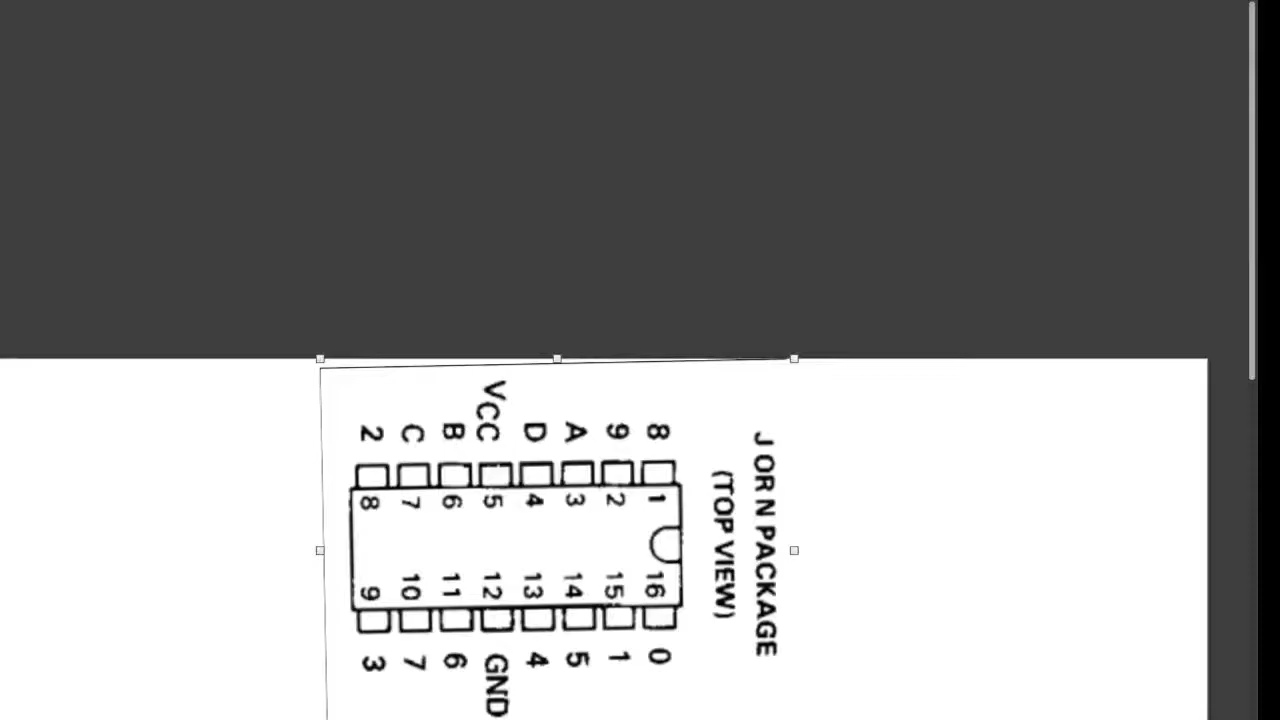 J OR N PACKAGE
(TOP VIEW)
8 1 16 0
9 2 15 1
A 3 14 5
D 4 13 4
VCC 5 12 GND
B 6 11 6
C 7 10 7
2 8 9 3